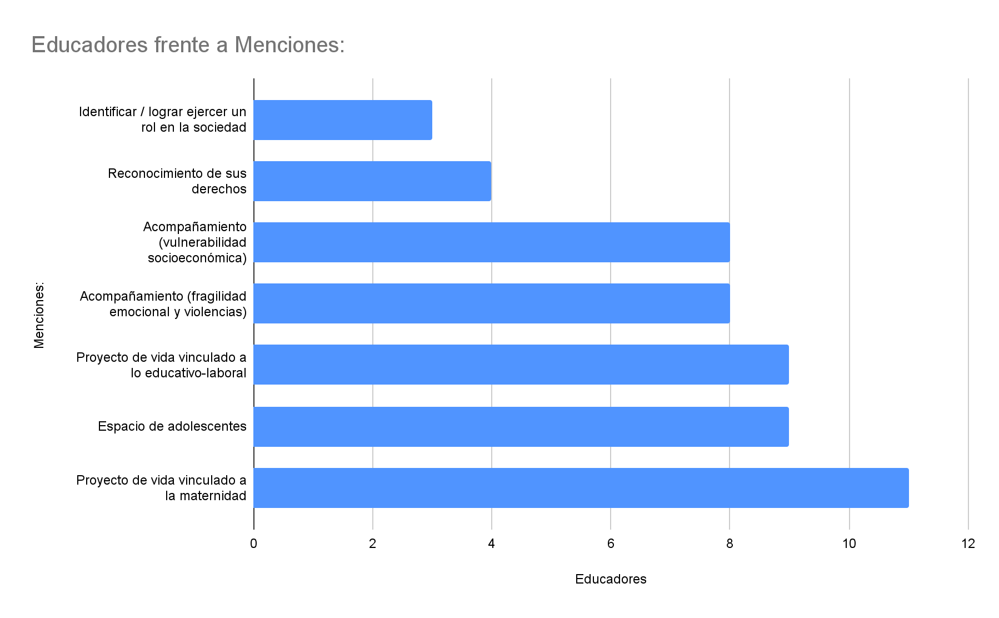 Educadores frente a Menciones:
Identificar / lograr ejercer un
rol en la sociedad
Reconocimiento de sus
derechos
Acompañamiento
(vulnerabilidad
socioeconómica)
Acompañamiento (fragilidad
emocional y violencias)
Proyecto de vida vinculado a
lo educativo-laboral
Espacio de adolescentes
Proyecto de vida vinculado a
la maternidad
Menciones:
0 2 4 6 8 10 12
Educadores